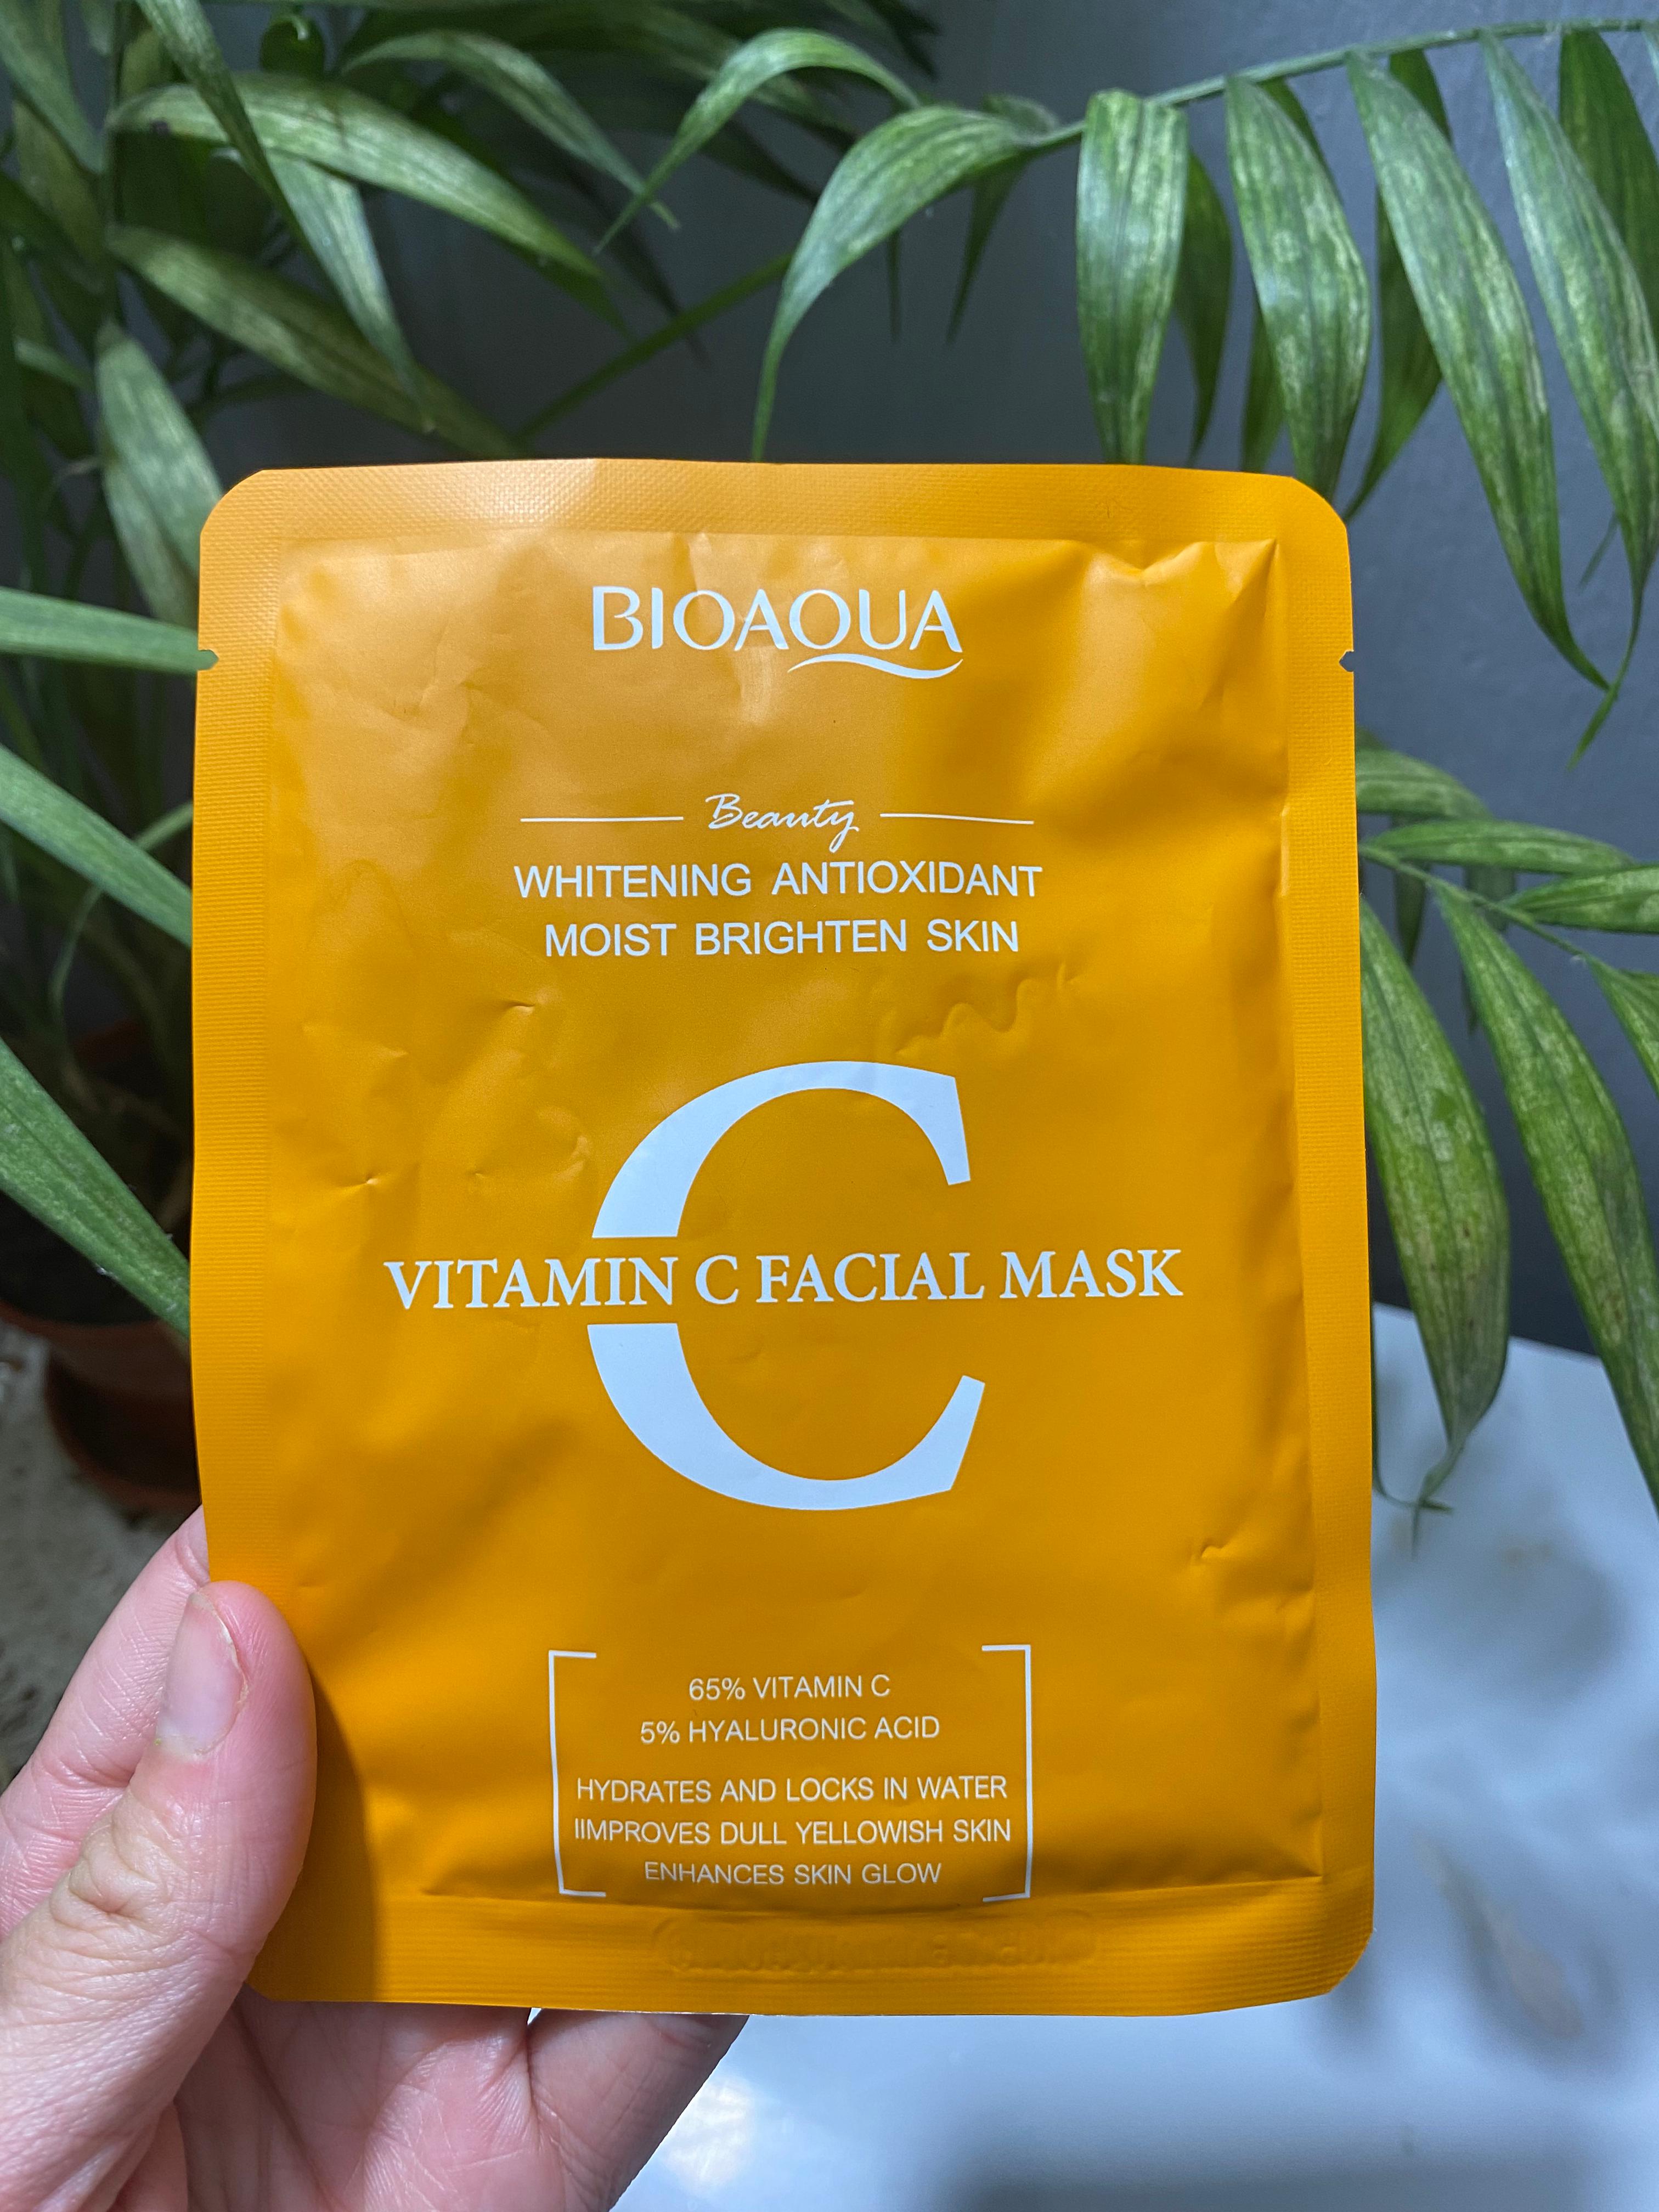 BIOAQUA
Beauty
WHITENING ANTIOXIDANT
MOIST BRIGHTEN SKIN
C
VITAMIN C FACIAL MASK
65% VITAMIN C
5% HYALURONIC ACID
HYDRATES AND LOCKS IN WATER
IIMPROVES DULL YELLOWISH SKIN
ENHANCES SKIN GLOW